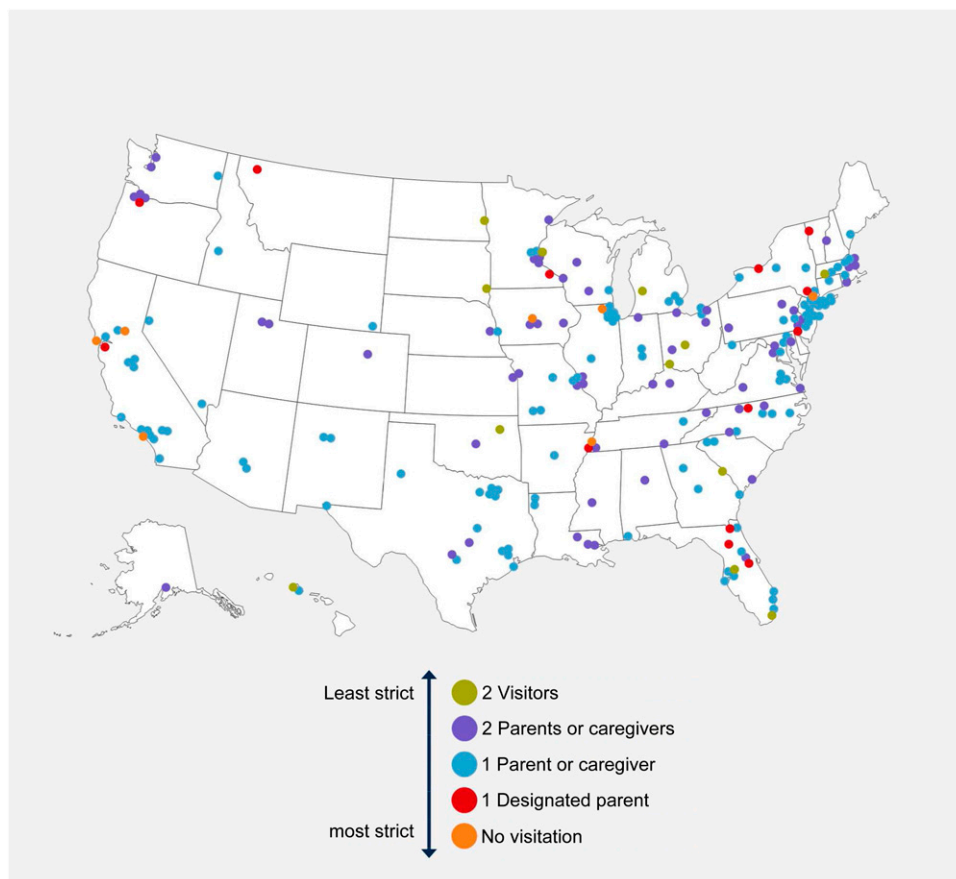 Least strict
2 Visitors
2 Parents or caregivers
1 Parent or caregiver
1 Designated parent
most strict
No visitation